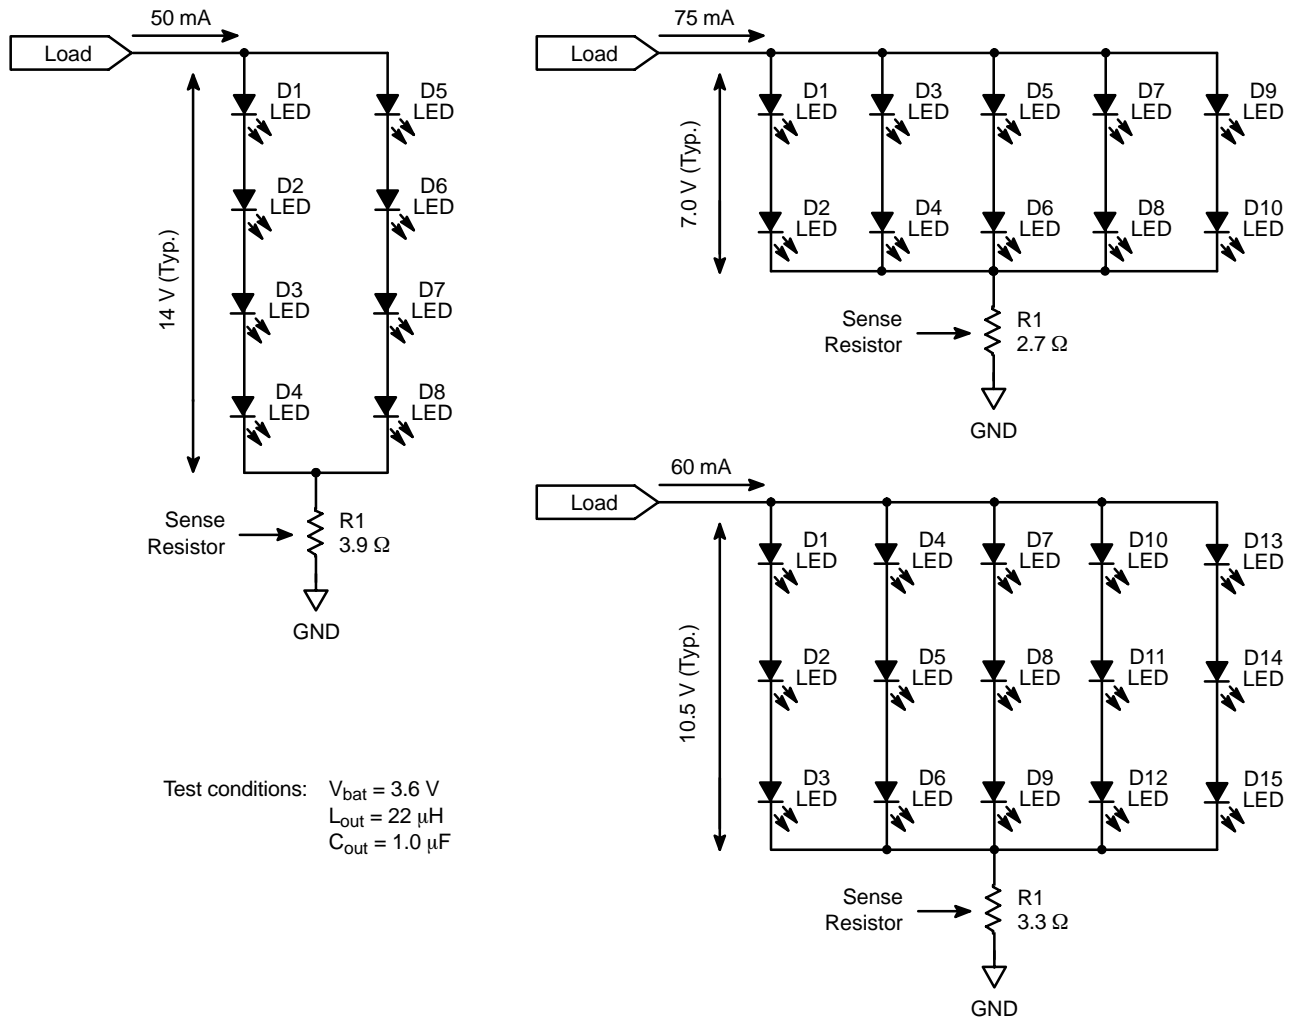 50 mA
Load
D1
LED
D5
LED
D2
LED
D6
LED
14 V (Typ.)
D3
LED
D7
LED
D4
LED
D8
LED
Sense
Resistor
R1
3.9 Ω
GND
75 mA
Load
D1
LED
D3
LED
D5
LED
D7
LED
D9
LED
7.0 V (Typ.)
D2
LED
D4
LED
D6
LED
D8
LED
D10
LED
Sense
Resistor
R1
2.7 Ω
GND
60 mA
Load
D1
LED
D4
LED
D7
LED
D10
LED
D13
LED
10.5 V (Typ.)
D2
LED
D5
LED
D8
LED
D11
LED
D14
LED
D3
LED
D6
LED
D9
LED
D12
LED
D15
LED
Sense
Resistor
R1
3.3 Ω
GND
Test conditions: Vbat = 3.6 V
Lout = 22 μH
Cout = 1.0 μF